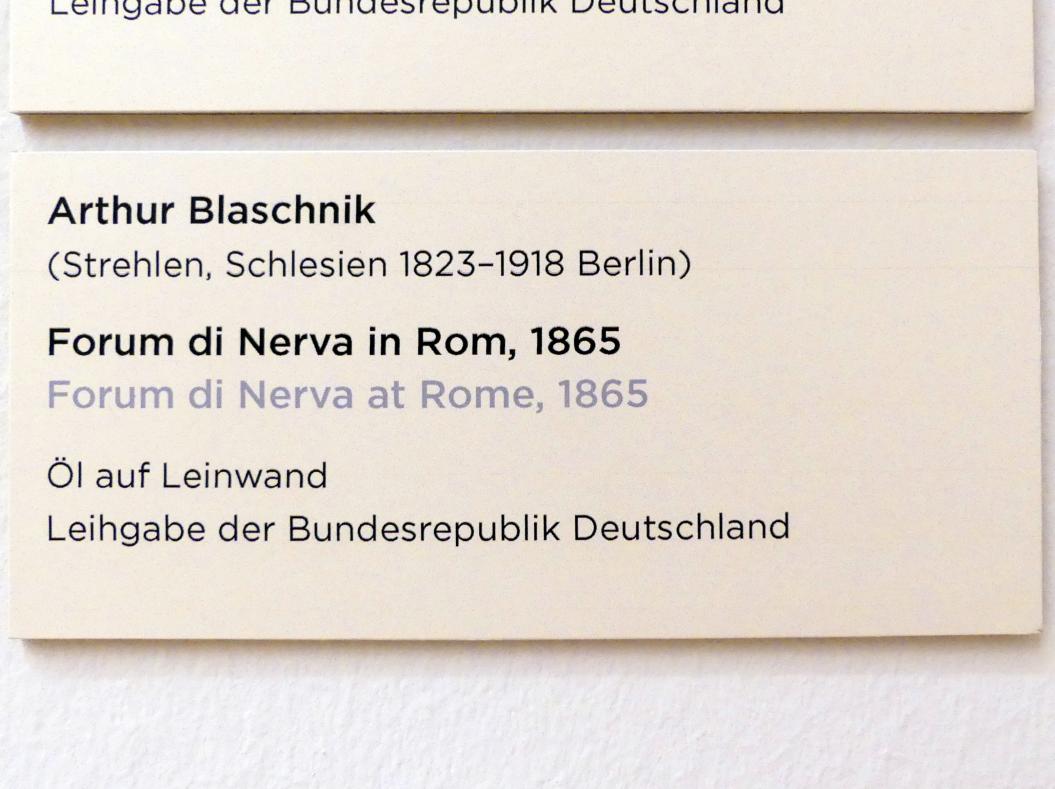 Leihgabe der Bundesrepublik Deutschland
Arthur Blaschnik
(Strehlen, Schlesien 1823–1918 Berlin)
Forum di Nerva in Rom, 1865
Forum di Nerva at Rome, 1865
Öl auf Leinwand
Leihgabe der Bundesrepublik Deutschland